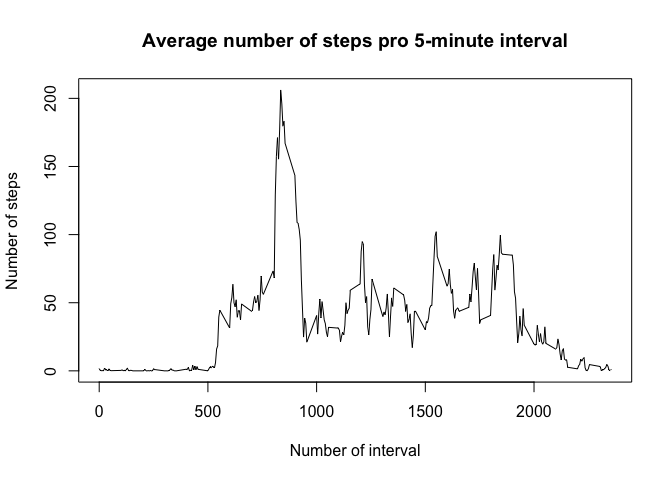 Average number of steps pro 5-minute interval
Number of steps
200
150
100
50
0
0 500 1000 1500 2000
Number of interval